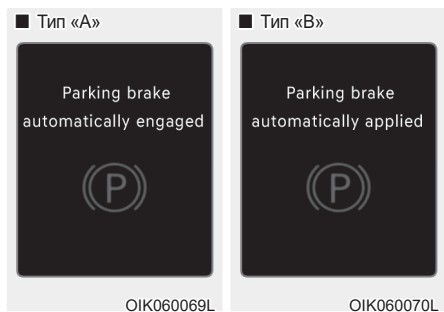 ■ Тип «А»
Parking brake
automatically engaged
P
OIK060069L
■ Тип «В»
Parking brake
automatically applied
P
OIK060070L